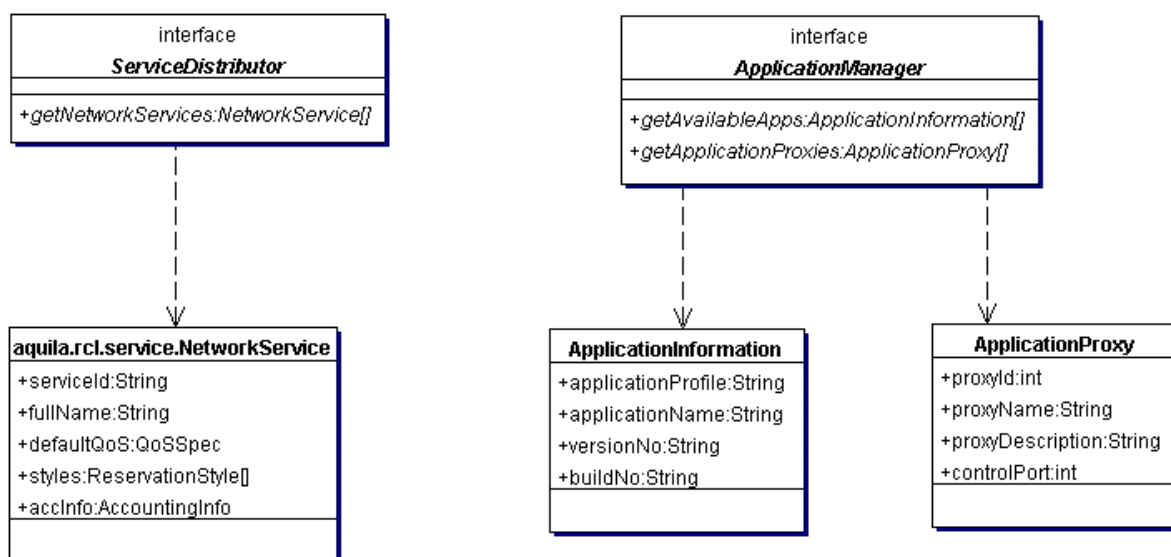 interface
ServiceDistributor
+getNetworkServices:NetworkService[]
interface
ApplicationManager
+getAvailableApps:ApplicationInformation[]
+getApplicationProxies:ApplicationProxy[]
aquila.rcl.service.NetworkService
+serviceId:String
+fullName:String
+defaultQoS:QoSSpec
+styles:ReservationStyle[]
+accInfo:AccountingInfo
ApplicationInformation
+applicationProfile:String
+applicationName:String
+versionNo:String
+buildNo:String
ApplicationProxy
+proxyId:int
+proxyName:String
+proxyDescription:String
+controlPort:int